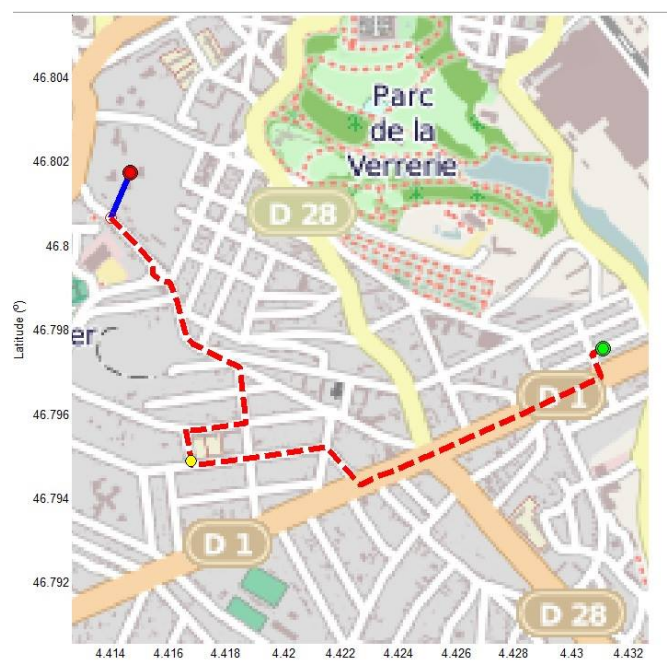 46.804
46.802
46.8
46.798
46.796
46.794
46.792
Latitude (º)
Parc
de la
Verrerie
D 28
er
D 1
D 1
D 28
4.414 4.416 4.418 4.42 4.422 4.424 4.426 4.428 4.43 4.432